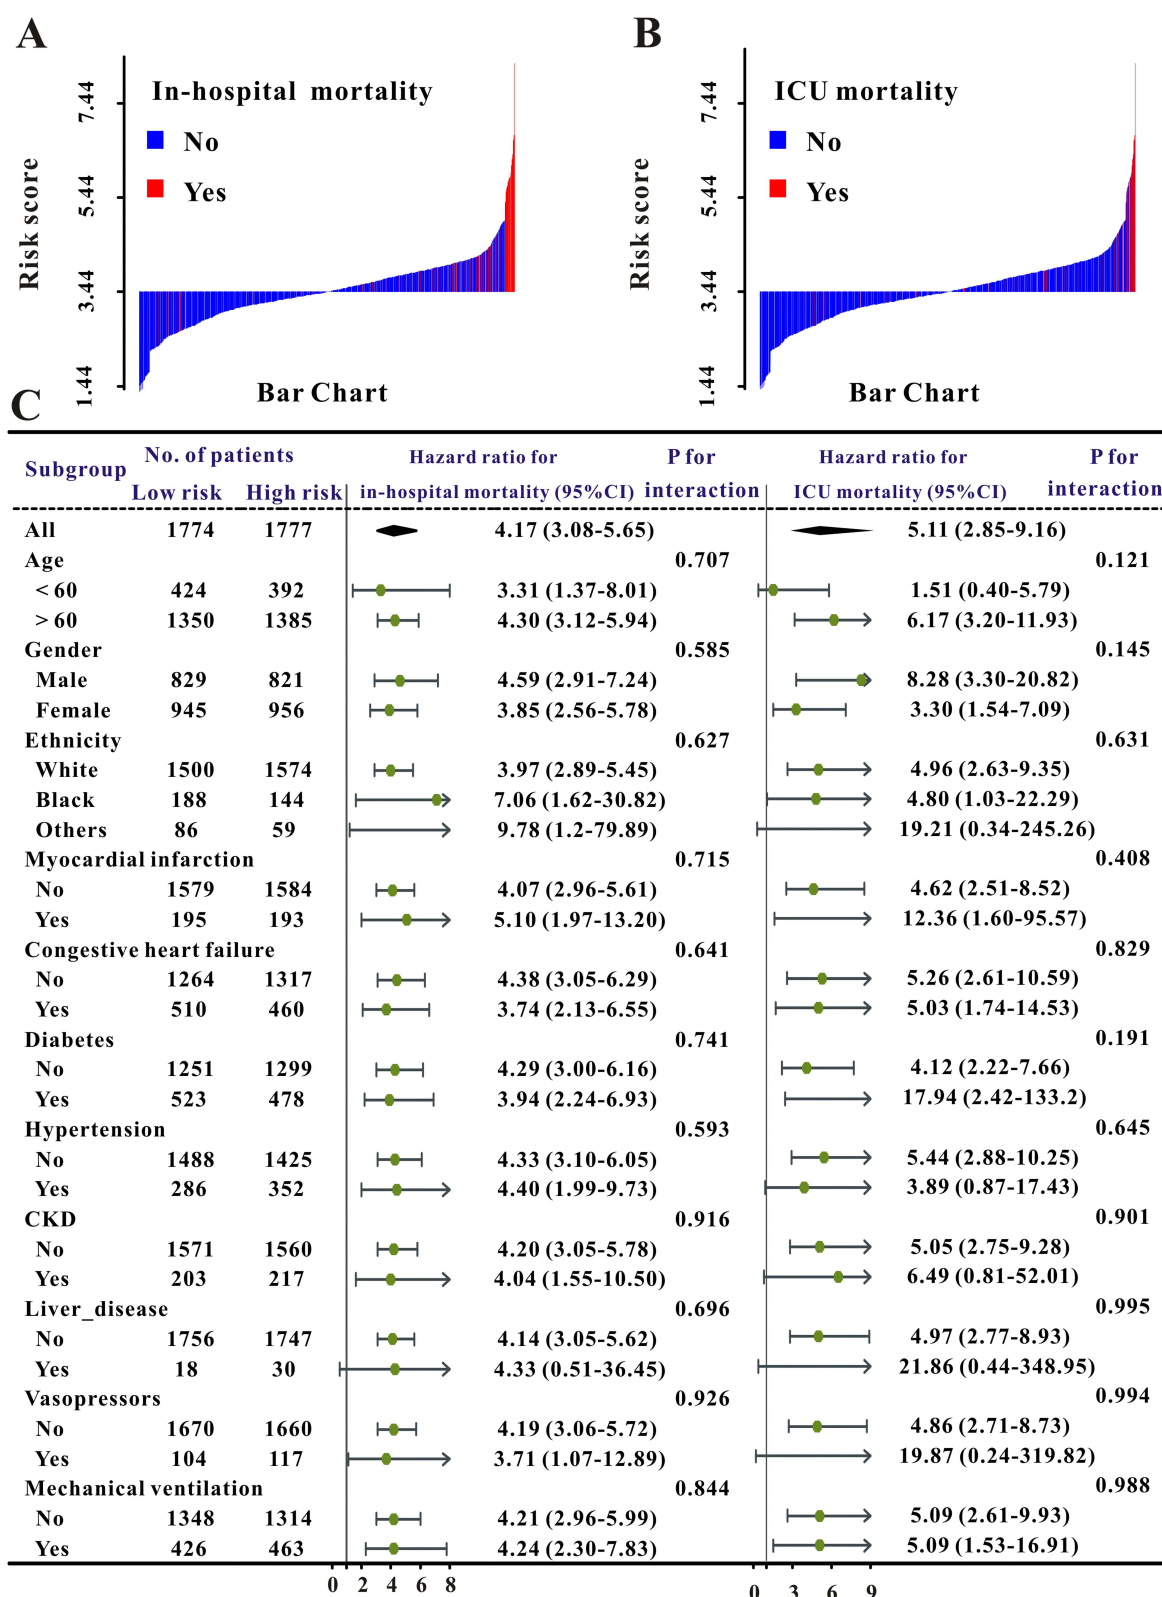 A
B
In-hospital mortality
No
Yes
Risk score
7.44
5.44
3.44
1.44
Bar Chart
ICU mortality
No
Yes
Risk score
7.44
5.44
3.44
1.44
Bar Chart
C
Subgroup No. of patients Hazard ratio for P for Hazard ratio for P for
Low risk High risk in-hospital mortality (95%CI) interaction ICU mortality (95%CI) interaction
All 1774 1777 4.17 (3.08-5.65) 5.11 (2.85-9.16)
Age 0.707 0.121
< 60 424 392 3.31 (1.37-8.01) 1.51 (0.40-5.79)
> 60 1350 1385 4.30 (3.12-5.94) 6.17 (3.20-11.93)
Gender 0.585 0.145
Male 829 821 4.59 (2.91-7.24) 8.28 (3.30-20.82)
Female 945 956 3.85 (2.56-5.78) 3.30 (1.54-7.09)
Ethnicity 0.627 0.631
White 1500 1574 3.97 (2.89-5.45) 4.96 (2.63-9.35)
Black 188 144 7.06 (1.62-30.82) 4.80 (1.03-22.29)
Others 86 59 9.78 (1.2-79.89) 19.21 (0.34-245.26)
Myocardial infarction 0.715 0.408
No 1579 1584 4.07 (2.96-5.61) 4.62 (2.51-8.52)
Yes 195 193 5.10 (1.97-13.20) 12.36 (1.60-95.57)
Congestive heart failure 0.641 0.829
No 1264 1317 4.38 (3.05-6.29) 5.26 (2.61-10.59)
Yes 510 460 3.74 (2.13-6.55) 5.03 (1.74-14.53)
Diabetes 0.741 0.191
No 1251 1299 4.29 (3.00-6.16) 4.12 (2.22-7.66)
Yes 523 478 3.94 (2.24-6.93) 17.94 (2.42-133.2)
Hypertension 0.593 0.645
No 1488 1425 4.33 (3.10-6.05) 5.44 (2.88-10.25)
Yes 286 352 4.40 (1.99-9.73) 3.89 (0.87-17.43)
CKD 0.916 0.901
No 1571 1560 4.20 (3.05-5.78) 5.05 (2.75-9.28)
Yes 203 217 4.04 (1.55-10.50) 6.49 (0.81-52.01)
Liver_disease 0.696 0.995
No 1756 1747 4.14 (3.05-5.62) 4.97 (2.77-8.93)
Yes 18 30 4.33 (0.51-36.45) 21.86 (0.44-348.95)
Vasopressors 0.926 0.994
No 1670 1660 4.19 (3.06-5.72) 4.86 (2.71-8.73)
Yes 104 117 3.71 (1.07-12.89) 19.87 (0.24-319.82)
Mechanical ventilation 0.844 0.988
No 1348 1314 4.21 (2.96-5.99) 5.09 (2.61-9.93)
Yes 426 463 4.24 (2.30-7.83) 5.09 (1.53-16.91)
0 2 4 6 8 0 3 6 9